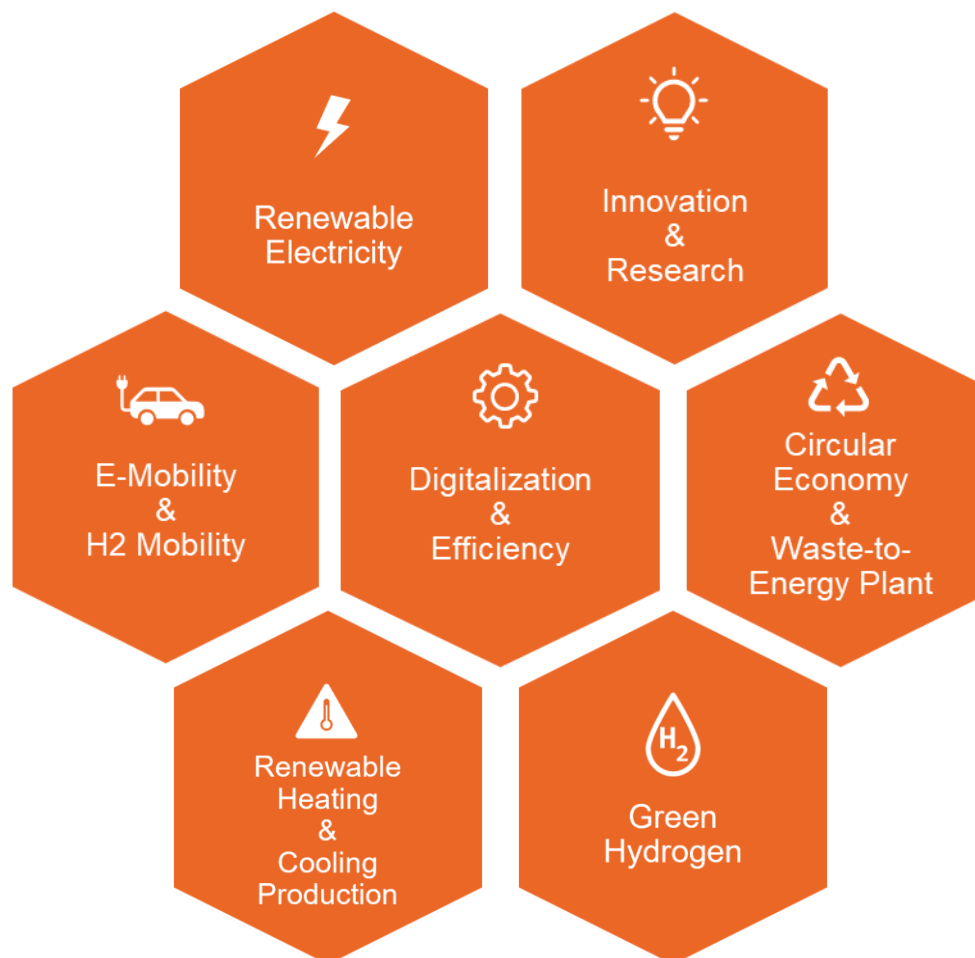 Renewable
Electricity
Innovation
&
Research
E-Mobility
&
H2 Mobility
Digitalization
&
Efficiency
Circular
Economy
&
Waste-to-
Energy Plant
Renewable
Heating
&
Cooling
Production
H2
Green
Hydrogen